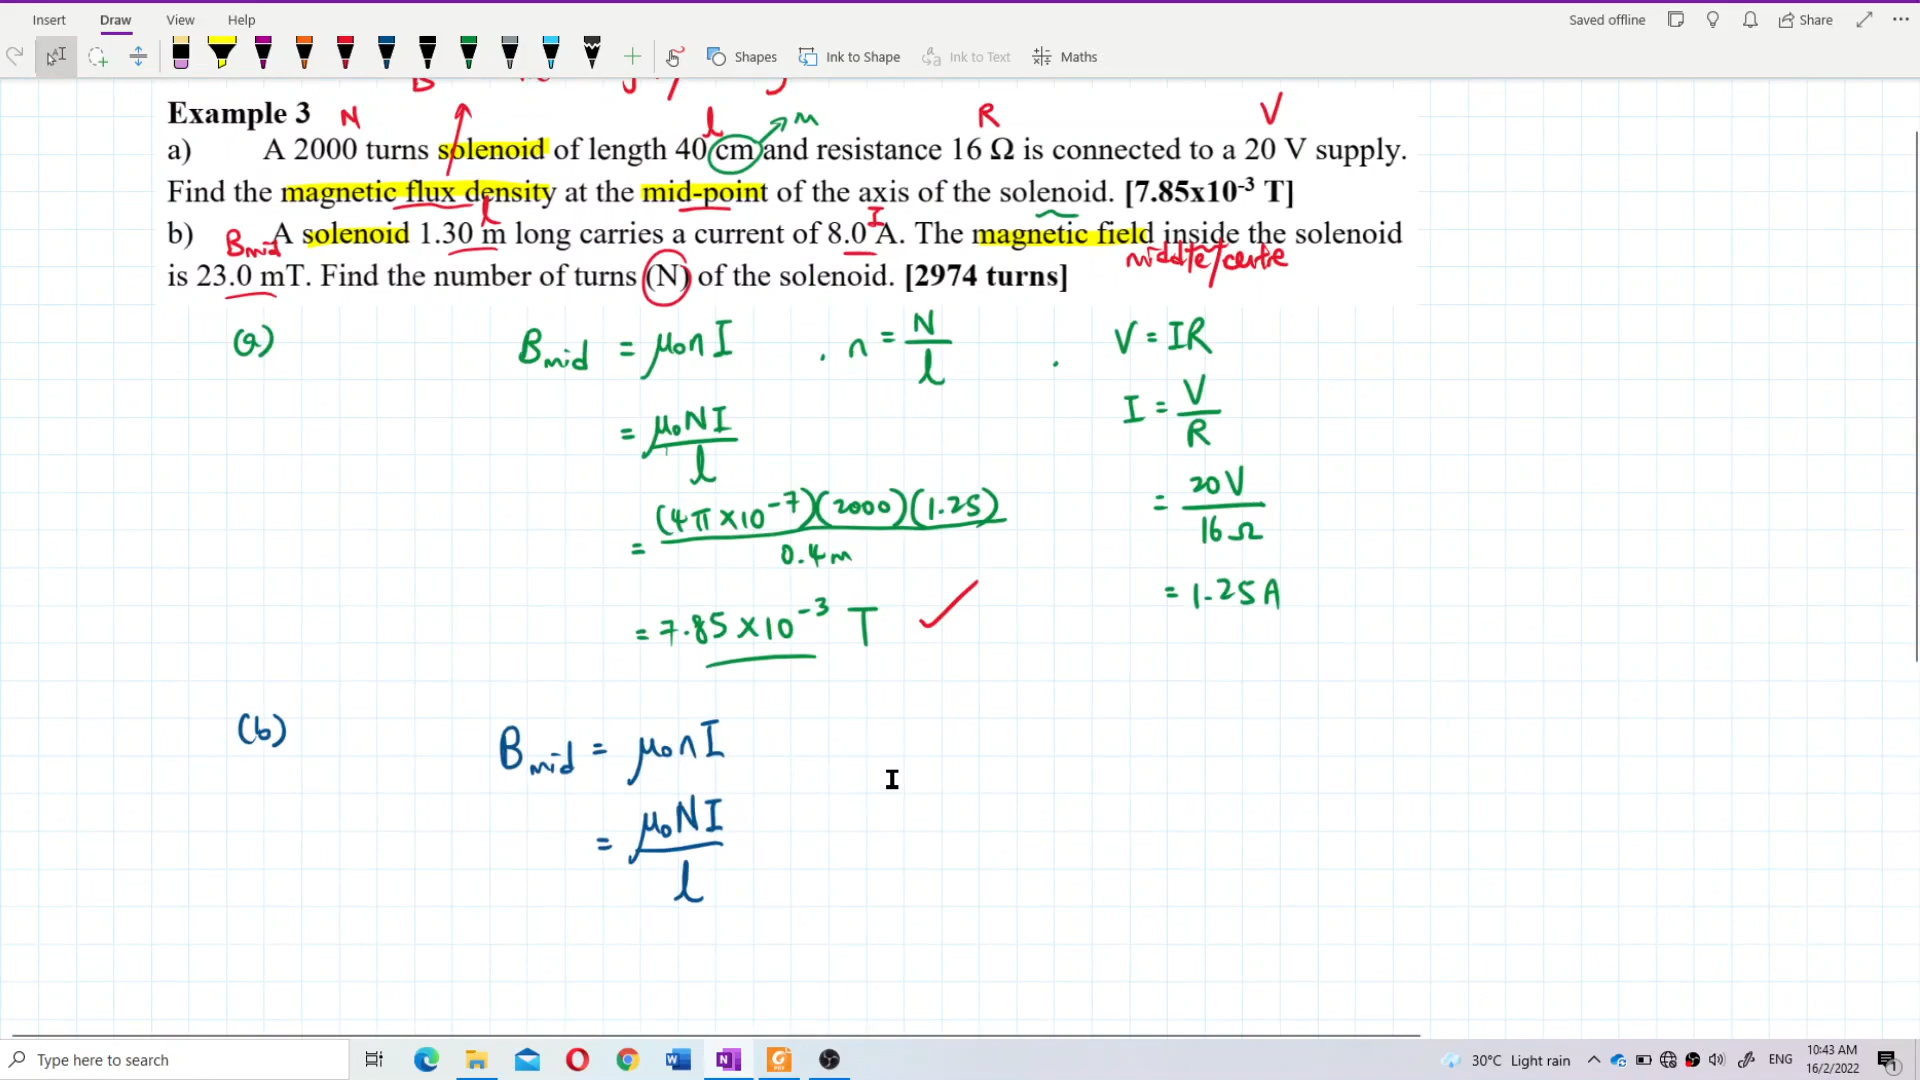 Insert Draw View Help
Saved offline Share
Shapes Ink to Shape Ink to Text Maths
B
Example 3 N l m R V
a) A 2000 turns solenoid of length 40 cm and resistance 16 Ω is connected to a 20 V supply.
Find the magnetic flux density at the mid-point of the axis of the solenoid. [7.85x10⁻³ T]
l I
b) A solenoid 1.30 m long carries a current of 8.0 A. The magnetic field inside the solenoid
Bmid middle/centre
is 23.0 mT. Find the number of turns (N) of the solenoid. [2974 turns]
(a) Bmid = μ₀nI , n = N/l , V = IR
= μ₀NI/l I = V/R
= (4π×10⁻⁷)(2000)(1.25)/0.4m = 20V/16Ω
= 7.85×10⁻³ T = 1.25A
(b) Bmid = μ₀nI
= μ₀NI/l
Type here to search 30°C Light rain ENG 10:43 AM
16/2/2022 1